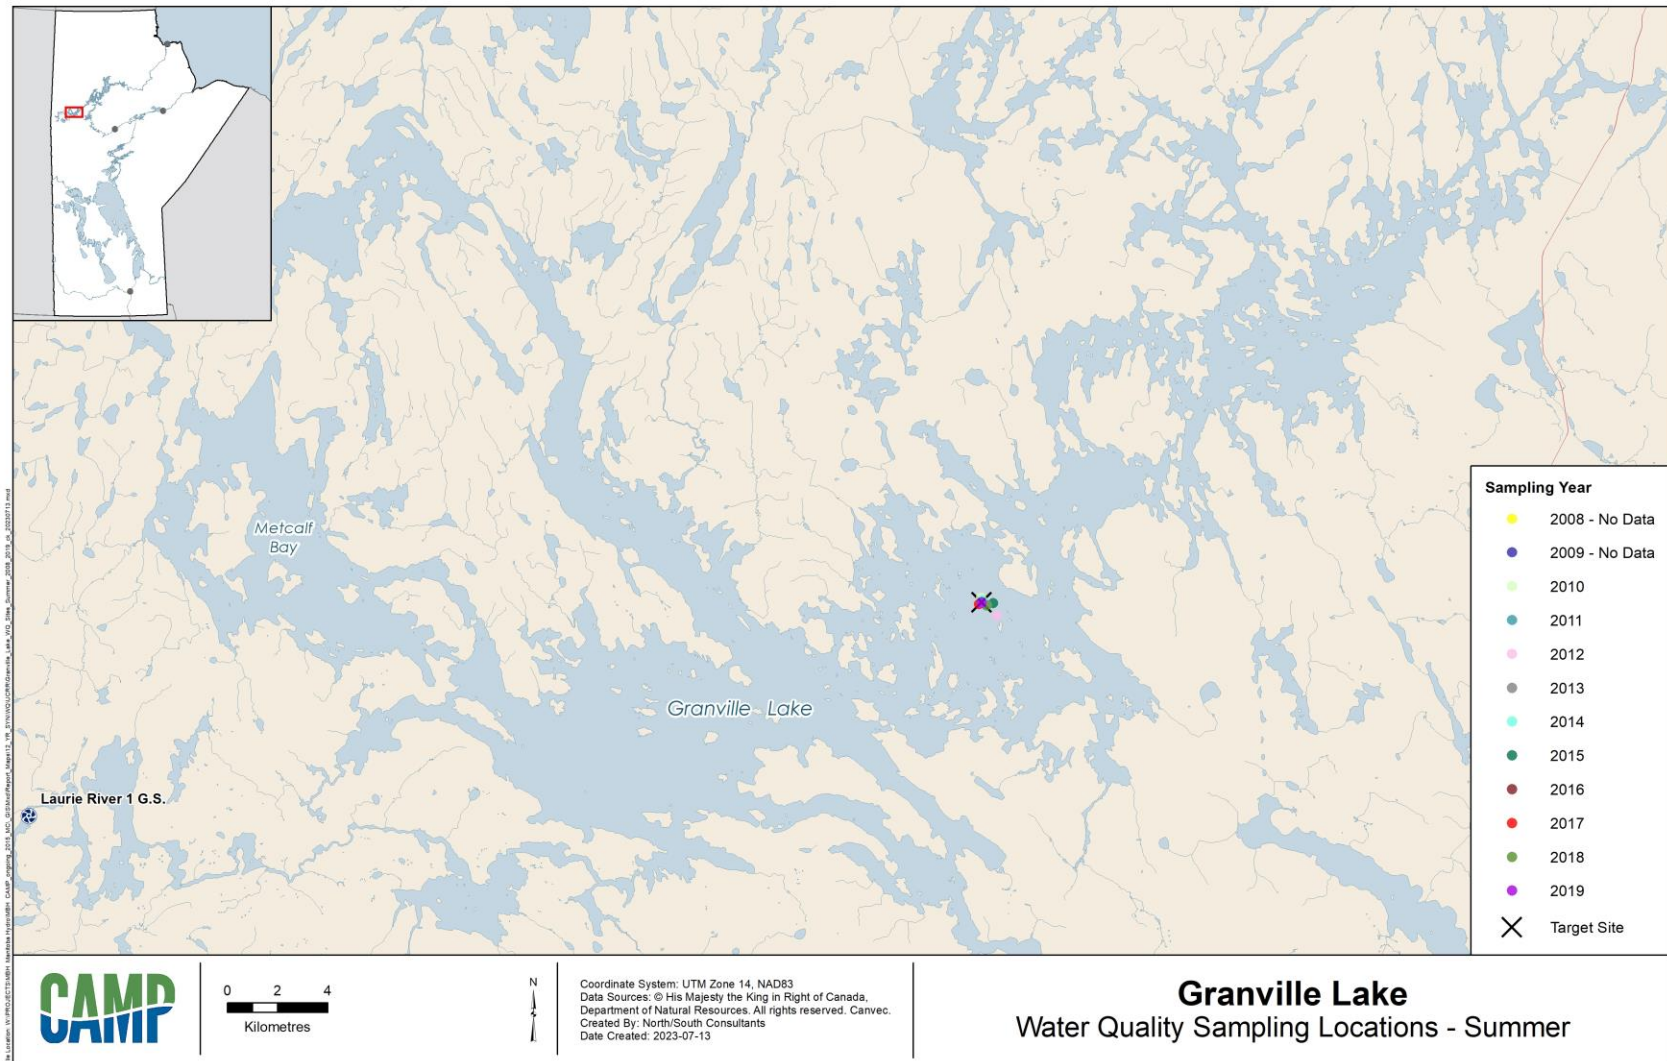 Metcalf
Bay
Granville Lake
Laurie River 1 G.S.
Sampling Year
2008 - No Data
2009 - No Data
2010
2011
2012
2013
2014
2015
2016
2017
2018
2019
Target Site
CAMP
0 2 4
Kilometres
N
Coordinate System: UTM Zone 14, NAD83
Data Sources: © His Majesty the King in Right of Canada,
Department of Natural Resources. All rights reserved. Canvec.
Created By: North/South Consultants
Date Created: 2023-07-13
Granville Lake
Water Quality Sampling Locations - Summer